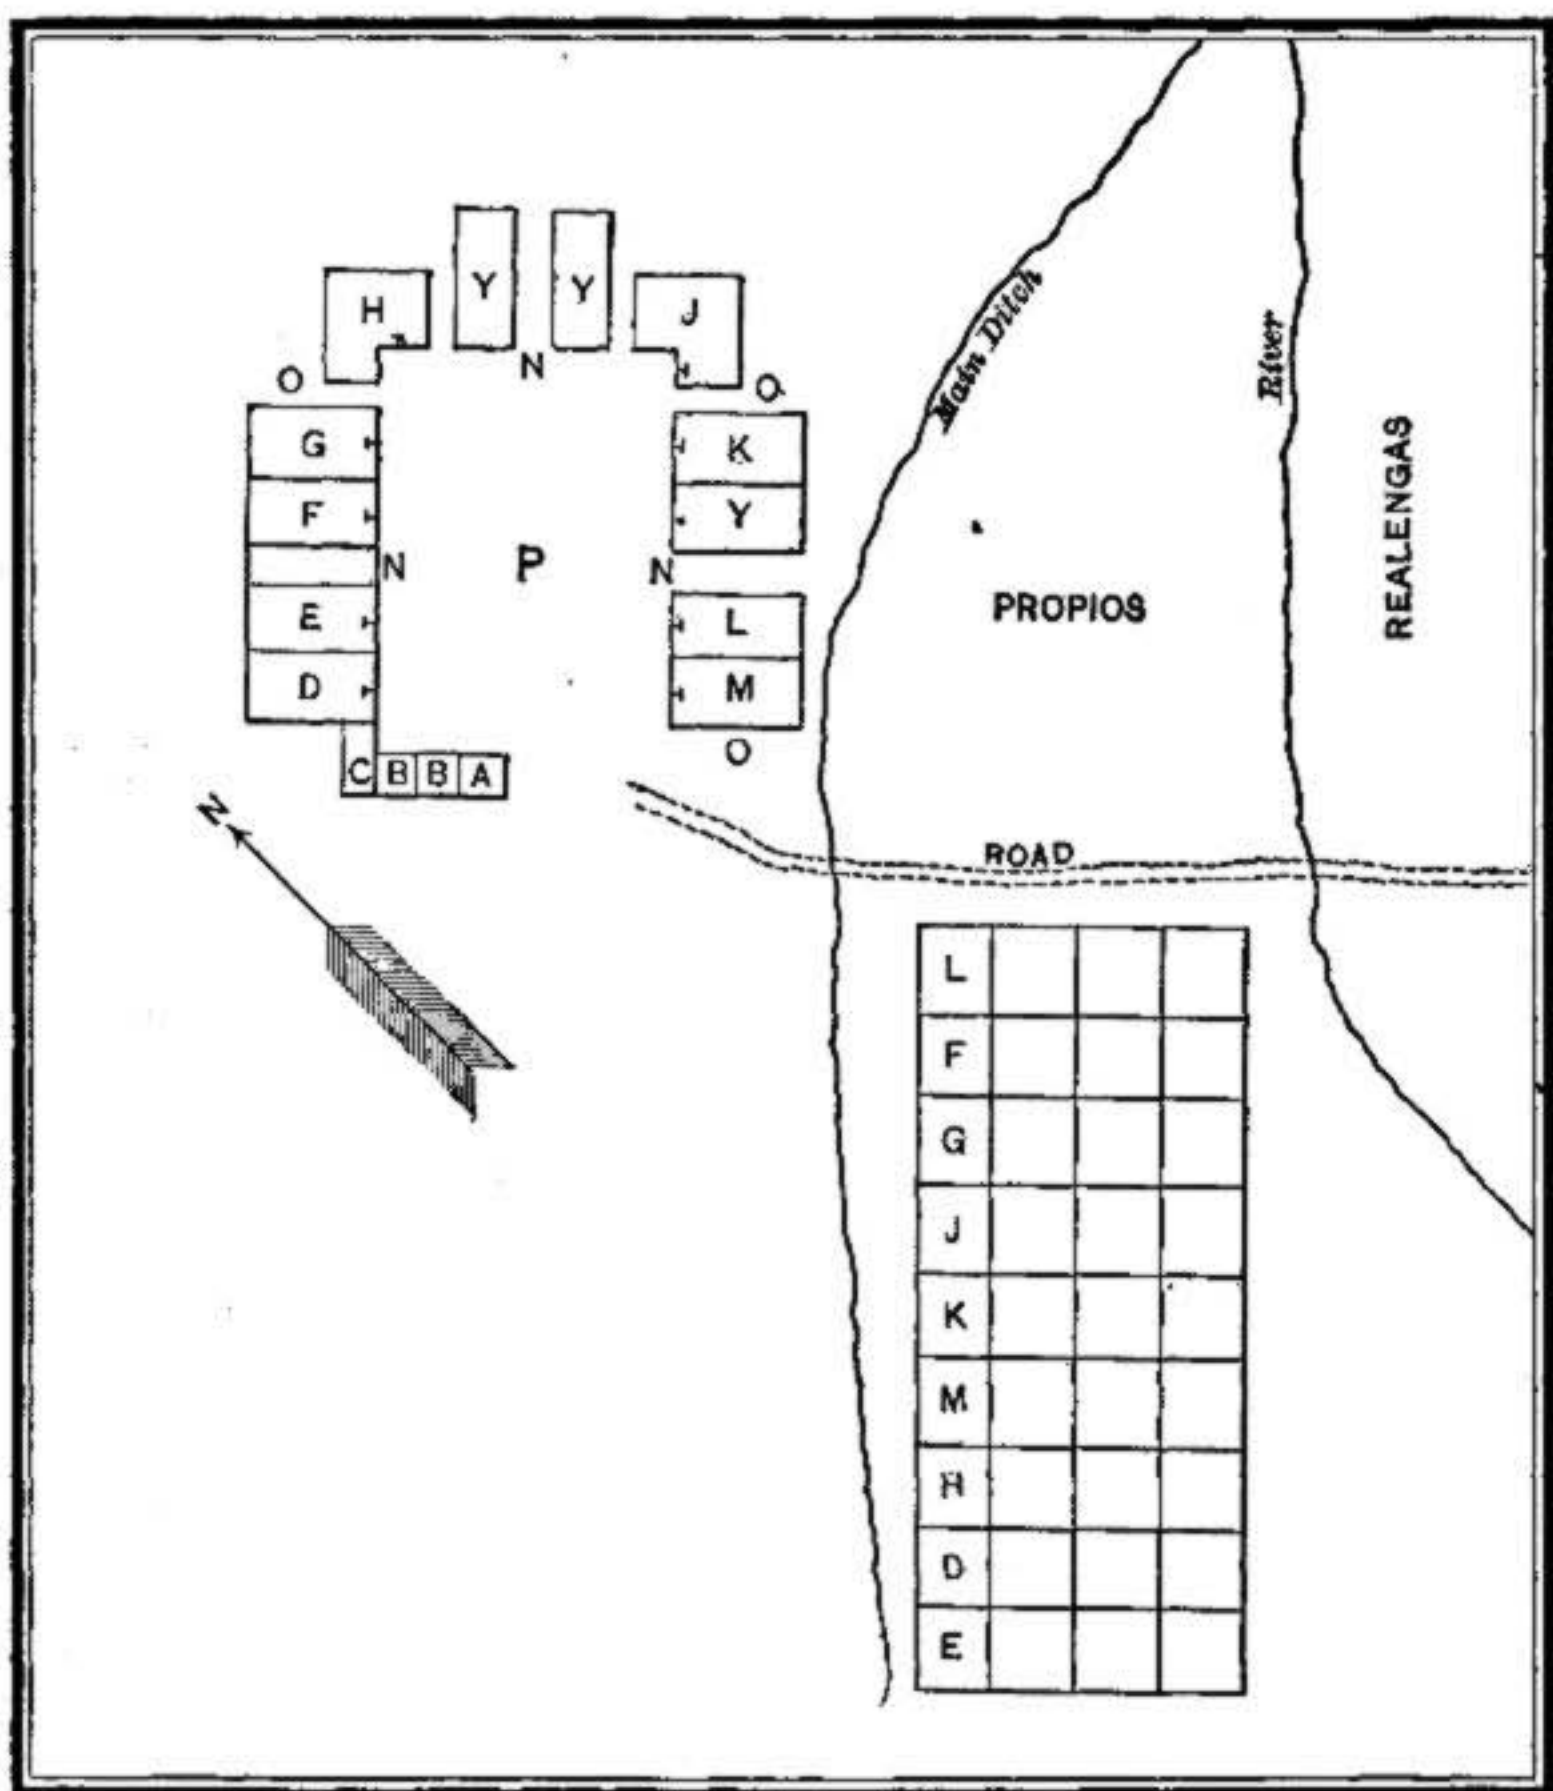 Y Y
H J
N
O O
G K
F Y
N P N
E L
D M
O
C B B A
N
Main Ditch
River
PROPIOS
REALENGAS
ROAD
L
F
G
J
K
M
H
D
E